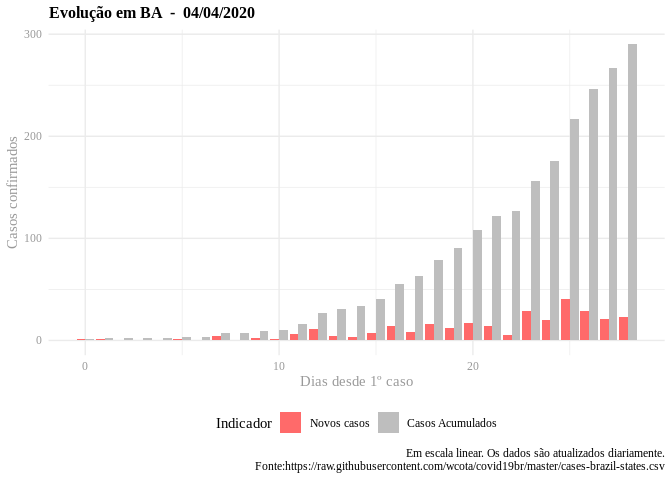 Evolução em BA - 04/04/2020
300
200
100
0
Casos confirmados
0 10 20
Dias desde 1º caso
Indicador Novos casos Casos Acumulados
Em escala linear. Os dados são atualizados diariamente.
Fonte:https://raw.githubusercontent.com/wcota/covid19br/master/cases-brazil-states.csv